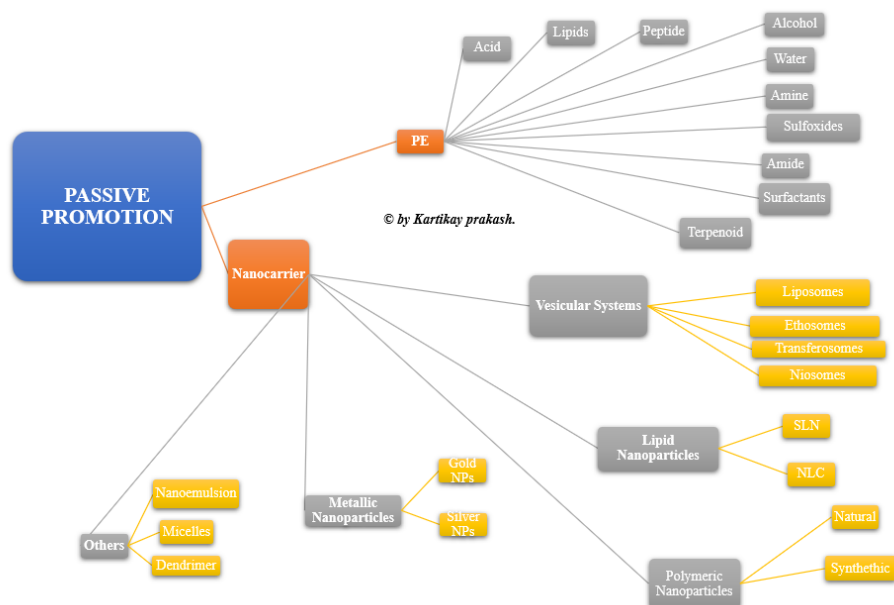 PASSIVE
PROMOTION
PE
Acid
Lipids
Peptide
Alcohol
Water
Amine
Sulfoxides
Amide
Surfactants
Terpenoid
© by Kartikay prakash.
Nanocarrier
Vesicular Systems
Liposomes
Ethosomes
Transferosomes
Niosomes
Lipid
Nanoparticles
SLN
NLC
Polymeric
Nanoparticles
Natural
Synthethic
Metallic
Nanoparticles
Gold
NPs
Silver
NPs
Others
Nanoemulsion
Micelles
Dendrimer